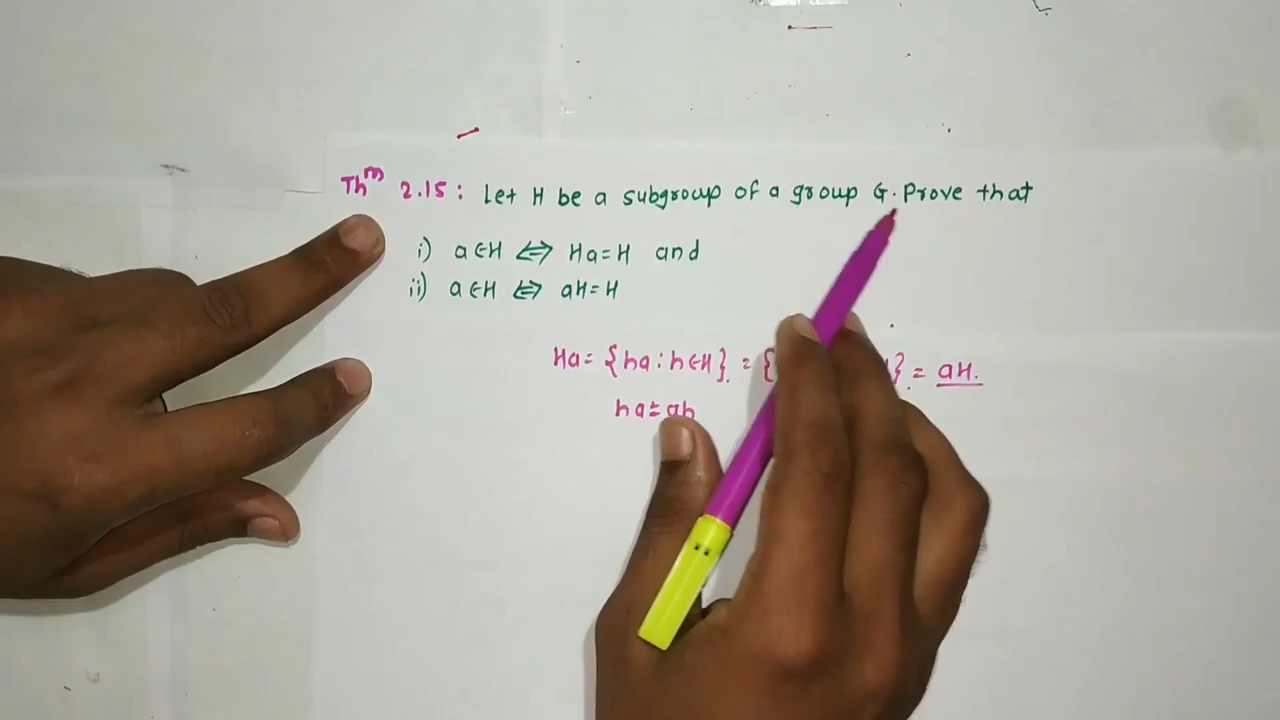 Thm 2.15: Let H be a subgroup of a group G. Prove that
i) a∈H ⇔ Ha=H and
ii) a∈H ⇔ aH=H
Ha= {ha:h∈H} = { } = aH.
ha=ah